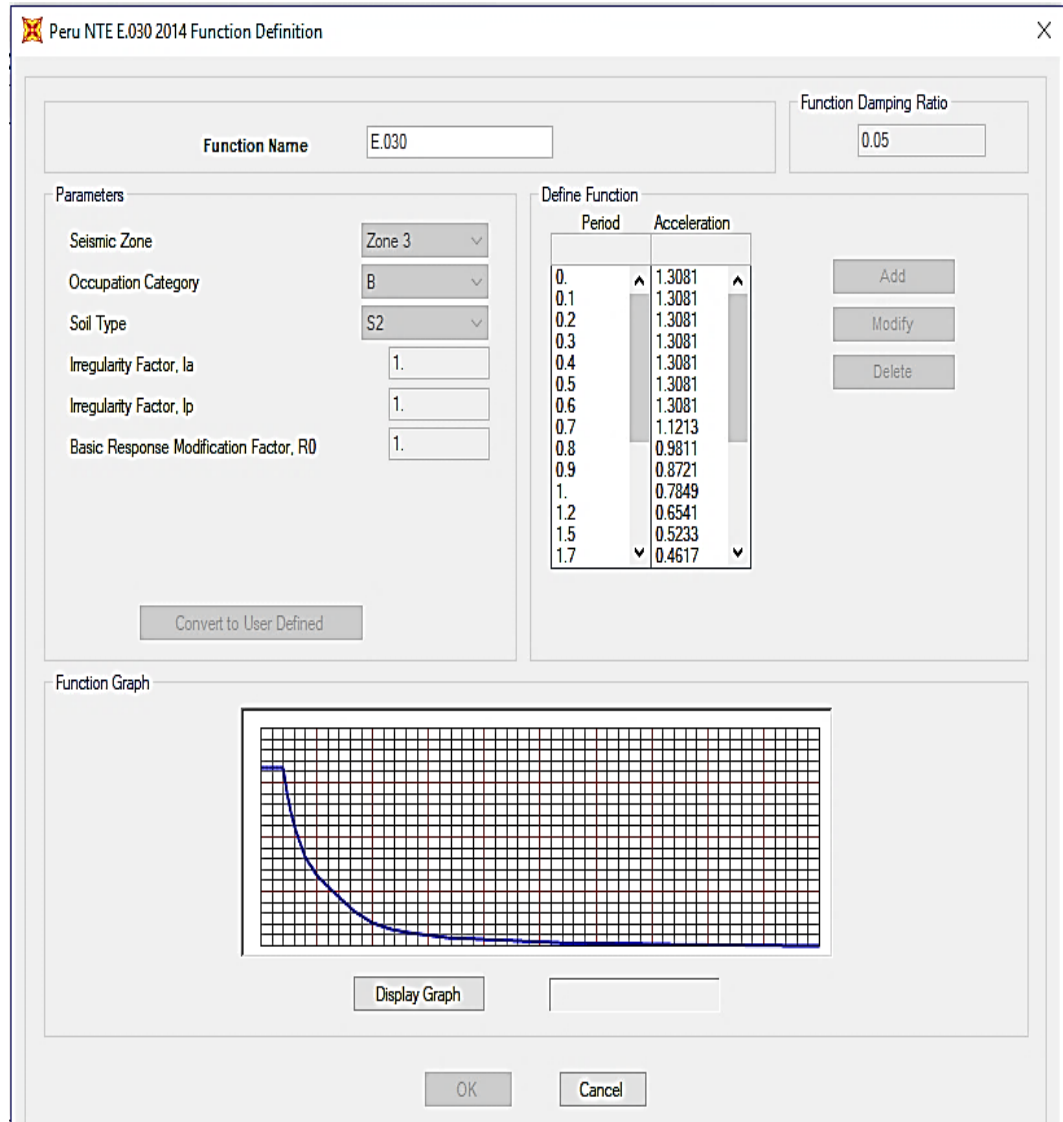 Peru NTE E.030 2014 Function Definition
Function Damping Ratio
Function Name E.030 0.05
Parameters
Seismic Zone Zone 3
Occupation Category B
Soil Type S2
Irregularity Factor, Ia 1.
Irregularity Factor, Ip 1.
Basic Response Modification Factor, R0 1.
Convert to User Defined
Define Function
Period Acceleration
0. 1.3081
0.1 1.3081
0.2 1.3081
0.3 1.3081
0.4 1.3081
0.5 1.3081
0.6 1.3081
0.7 1.1213
0.8 0.9811
0.9 0.8721
1. 0.7849
1.2 0.6541
1.5 0.5233
1.7 0.4617
Add
Modify
Delete
Function Graph
Display Graph
OK Cancel